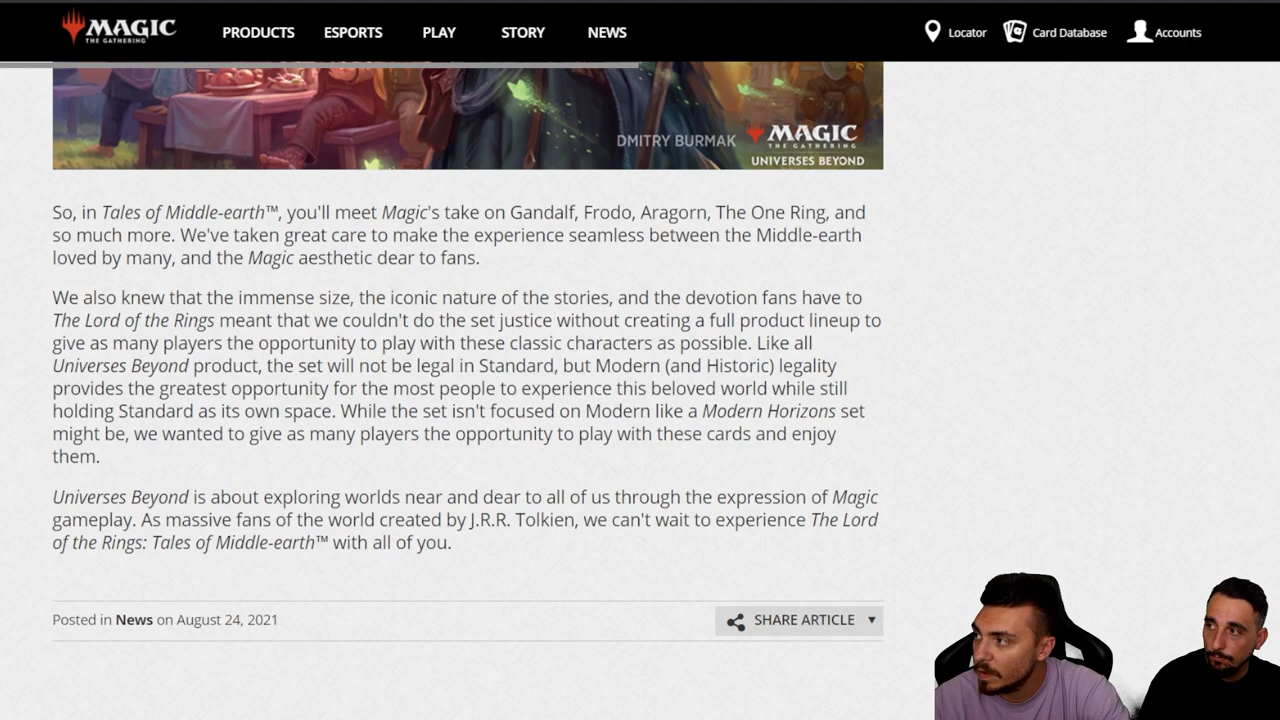 MAGIC
THE GATHERING
PRODUCTS
ESPORTS
PLAY
STORY
NEWS
Locator
Card Database
Accounts
DMITRY BURMAK
MAGIC
THE GATHERING
UNIVERSES BEYOND
So, in Tales of Middle-earth™, you'll meet Magic's take on Gandalf, Frodo, Aragorn, The One Ring, and
so much more. We've taken great care to make the experience seamless between the Middle-earth
loved by many, and the Magic aesthetic dear to fans.
We also knew that the immense size, the iconic nature of the stories, and the devotion fans have to
The Lord of the Rings meant that we couldn't do the set justice without creating a full product lineup to
give as many players the opportunity to play with these classic characters as possible. Like all
Universes Beyond product, the set will not be legal in Standard, but Modern (and Historic) legality
provides the greatest opportunity for the most people to experience this beloved world while still
holding Standard as its own space. While the set isn't focused on Modern like a Modern Horizons set
might be, we wanted to give as many players the opportunity to play with these cards and enjoy
them.
Universes Beyond is about exploring worlds near and dear to all of us through the expression of Magic
gameplay. As massive fans of the world created by J.R.R. Tolkien, we can't wait to experience The Lord
of the Rings: Tales of Middle-earth™ with all of you.
Posted in News on August 24, 2021
SHARE ARTICLE